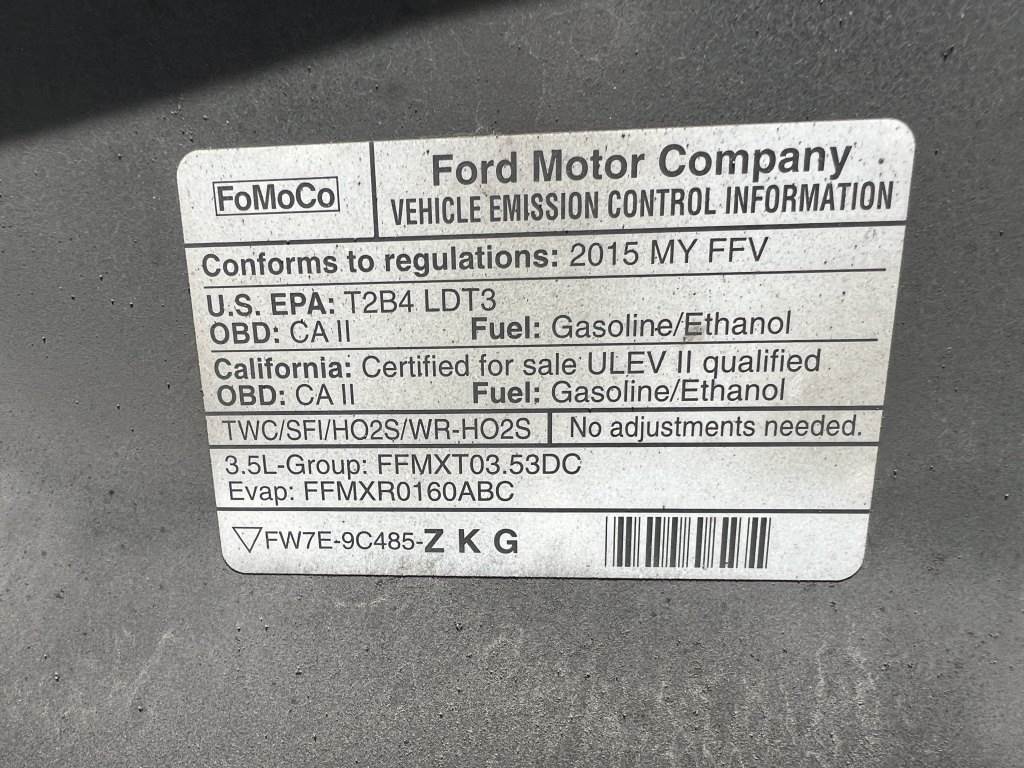 FoMoCo
Ford Motor Company
VEHICLE EMISSION CONTROL INFORMATION
Conforms to regulations: 2015 MY FFV
U.S. EPA: T2B4 LDT3
OBD: CA II Fuel: Gasoline/Ethanol
California: Certified for sale ULEV II qualified
OBD: CA II Fuel: Gasoline/Ethanol
TWC/SFI/HO2S/WR-HO2S No adjustments needed.
3.5L-Group: FFMXT03.53DC
Evap: FFMXR0160ABC
FW7E-9C485-Z K G